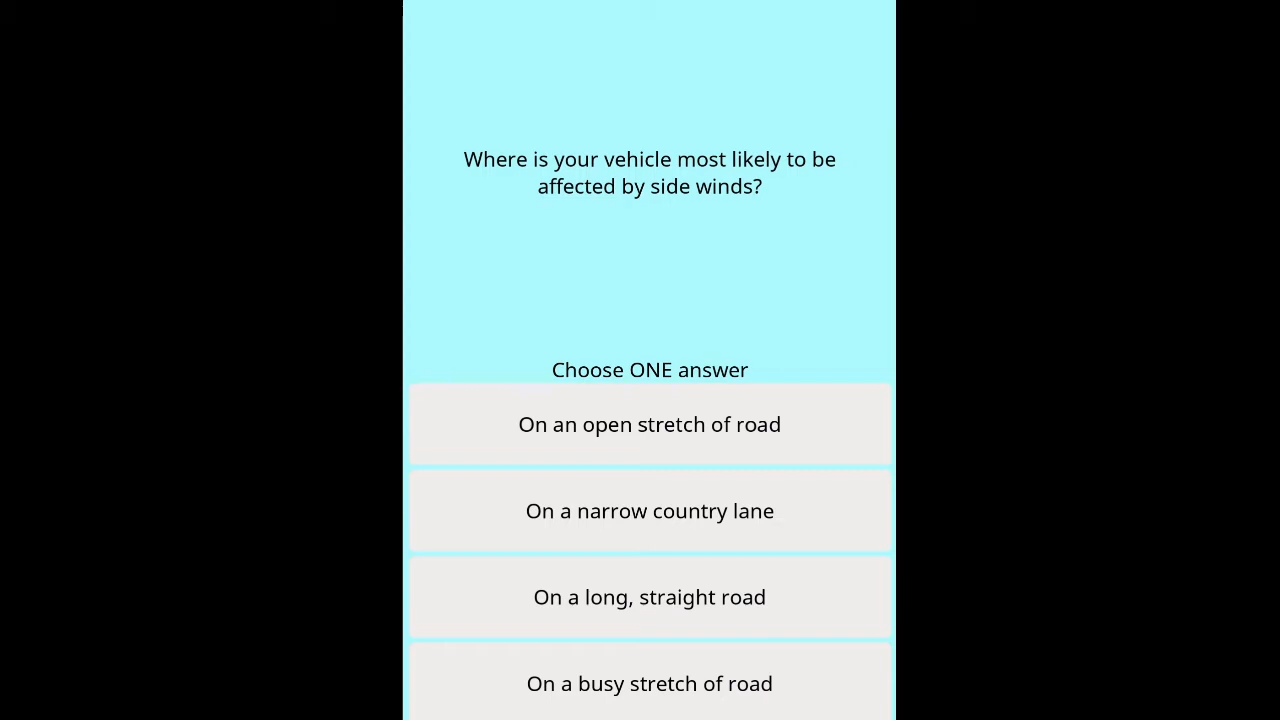 Where is your vehicle most likely to be
affected by side winds?
Choose ONE answer
On an open stretch of road
On a narrow country lane
On a long, straight road
On a busy stretch of road